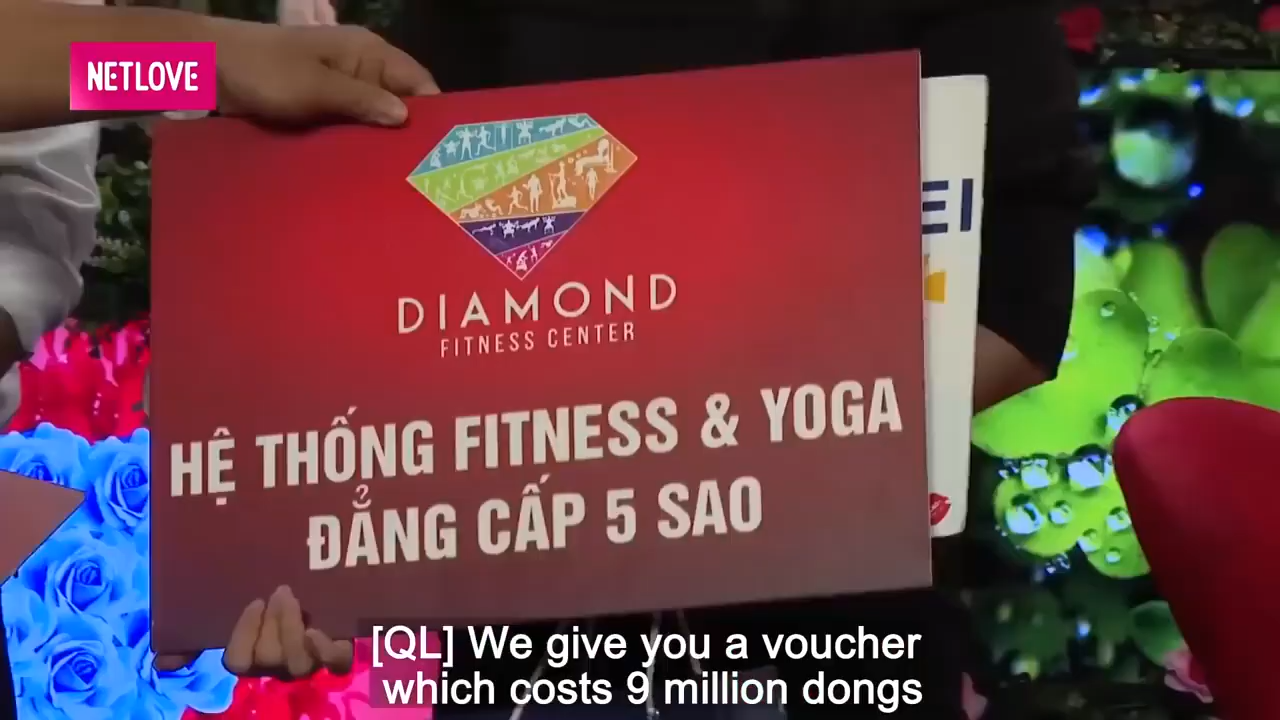 NETLOVE
DIAMOND
FITNESS CENTER
HỆ THỐNG FITNESS & YOGA
ĐẲNG CẤP 5 SAO
EI
[QL] We give you a voucher
which costs 9 million dongs